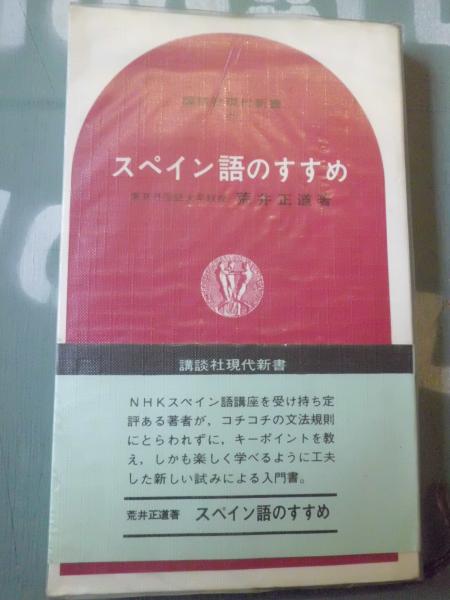 講談社現代新書
スペイン語のすすめ
東京外国語大学教授 荒井正道著
講談社現代新書
NHKスペイン語講座を受け持ち定
評ある著者が，コチコチの文法規則
にとらわれずに，キーポイントを教
え，しかも楽しく学べるように工夫
した新しい試みによる入門書。
荒井正道著 スペイン語のすすめ